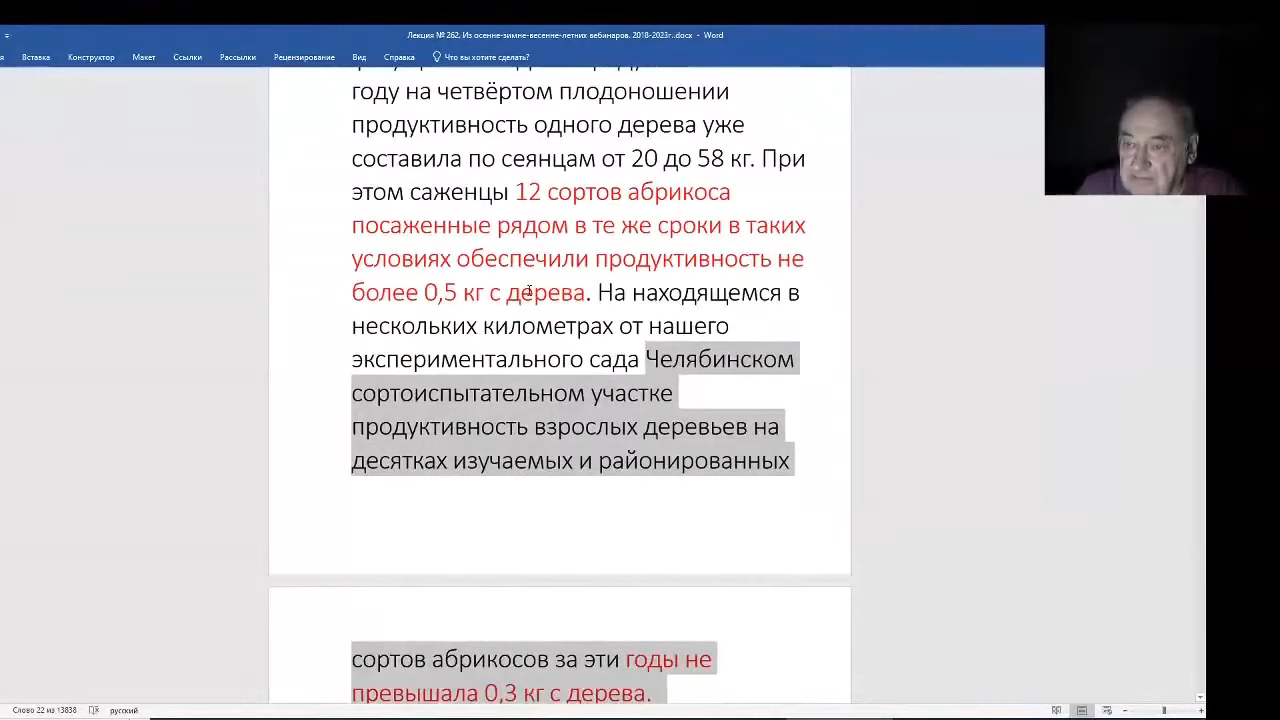 Лекция № 262. Из осенне-зимне-весенне-летних вебинаров. 2018-2023г..docx - Word
Вставка Конструктор Макет Ссылки Рассылки Рецензирование Вид Справка Что вы хотите сделать?
году на четвёртом плодоношении
продуктивность одного дерева уже
составила по сеянцам от 20 до 58 кг. При
этом саженцы 12 сортов абрикоса
посаженные рядом в те же сроки в таких
условиях обеспечили продуктивность не
более 0,5 кг с дерева. На находящемся в
нескольких километрах от нашего
экспериментального сада Челябинском
сортоиспытательном участке
продуктивность взрослых деревьев на
десятках изучаемых и районированных
сортов абрикосов за эти годы не
превышала 0,3 кг с дерева.
Слово 22 из 13838 русский